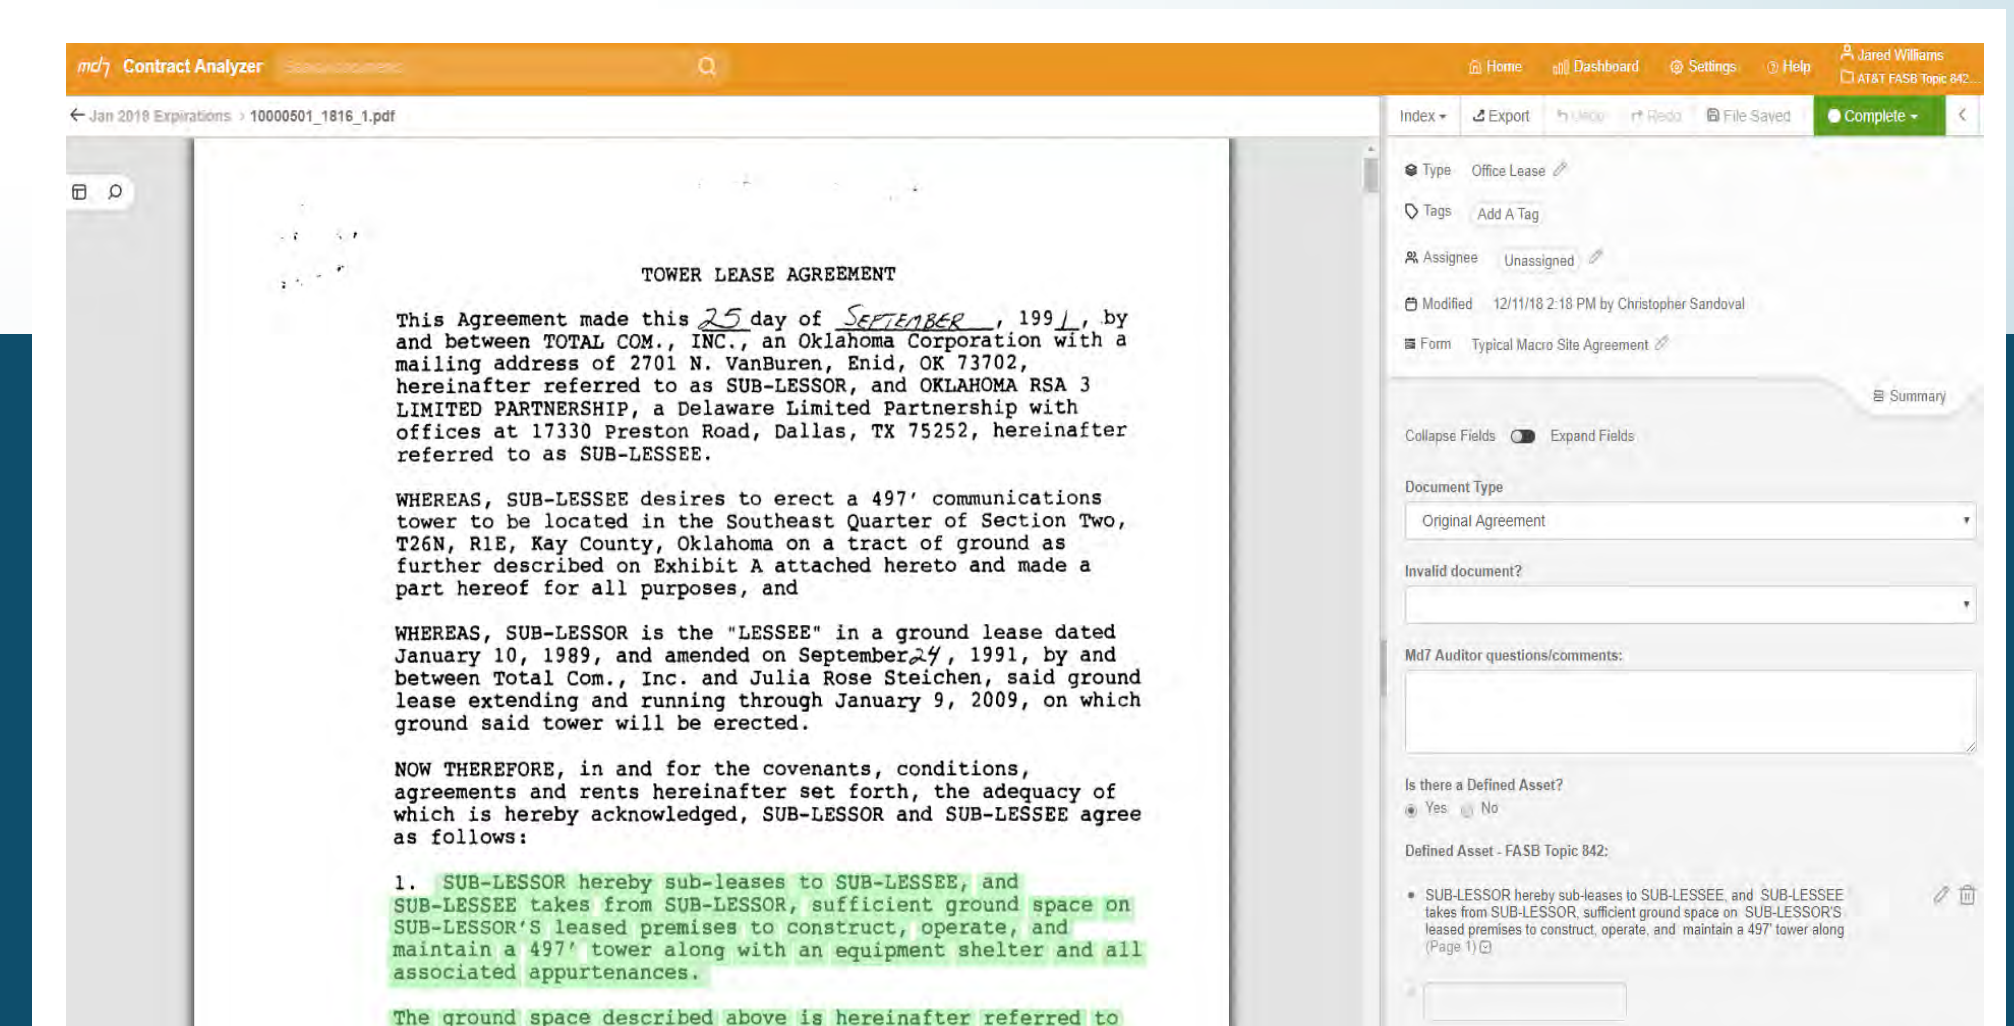 md7 Contract Analyzer
Home Dashboard Settings Help
Jared Williams
AT&T FASB Topic 842...
Jan 2018 Expirations > 10000501_1816_1.pdf
Index Export Undo Redo File Saved Complete
TOWER LEASE AGREEMENT
This Agreement made this 25 day of SEPTEMBER, 1991, by
and between TOTAL COM., INC., an Oklahoma Corporation with a
mailing address of 2701 N. VanBuren, Enid, OK 73702,
hereinafter referred to as SUB-LESSOR, and OKLAHOMA RSA 3
LIMITED PARTNERSHIP, a Delaware Limited Partnership with
offices at 17330 Preston Road, Dallas, TX 75252, hereinafter
referred to as SUB-LESSEE.
WHEREAS, SUB-LESSEE desires to erect a 497' communications
tower to be located in the Southeast Quarter of Section Two,
T26N, R1E, Kay County, Oklahoma on a tract of ground as
further described on Exhibit A attached hereto and made a
part hereof for all purposes, and
WHEREAS, SUB-LESSOR is the "LESSEE" in a ground lease dated
January 10, 1989, and amended on September 24, 1991, by and
between Total Com., Inc. and Julia Rose Steichen, said ground
lease extending and running through January 9, 2009, on which
ground said tower will be erected.
NOW THEREFORE, in and for the covenants, conditions,
agreements and rents hereinafter set forth, the adequacy of
which is hereby acknowledged, SUB-LESSOR and SUB-LESSEE agree
as follows:
1. SUB-LESSOR hereby sub-leases to SUB-LESSEE, and
SUB-LESSEE takes from SUB-LESSOR, sufficient ground space on
SUB-LESSOR'S leased premises to construct, operate, and
maintain a 497' tower along with an equipment shelter and all
associated appurtenances.
The ground space described above is hereinafter referred to
Type Office Lease
Tags Add A Tag
Assignee Unassigned
Modified 12/11/18 2:18 PM by Christopher Sandoval
Form Typical Macro Site Agreement
Summary
Collapse Fields Expand Fields
Document Type
Original Agreement
Invalid document?
Md7 Auditor questions/comments:
Is there a Defined Asset?
Yes No
Defined Asset - FASB Topic 842:
• SUB-LESSOR hereby sub-leases to SUB-LESSEE, and SUB-LESSEE
takes from SUB-LESSOR, sufficient ground space on SUB-LESSOR'S
leased premises to construct, operate, and maintain a 497' tower along
(Page 1)